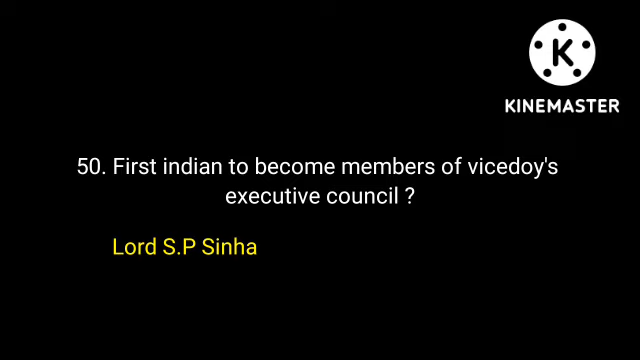 KINEMASTER
50. First indian to become members of vicedoy's
executive council ?
Lord S.P Sinha